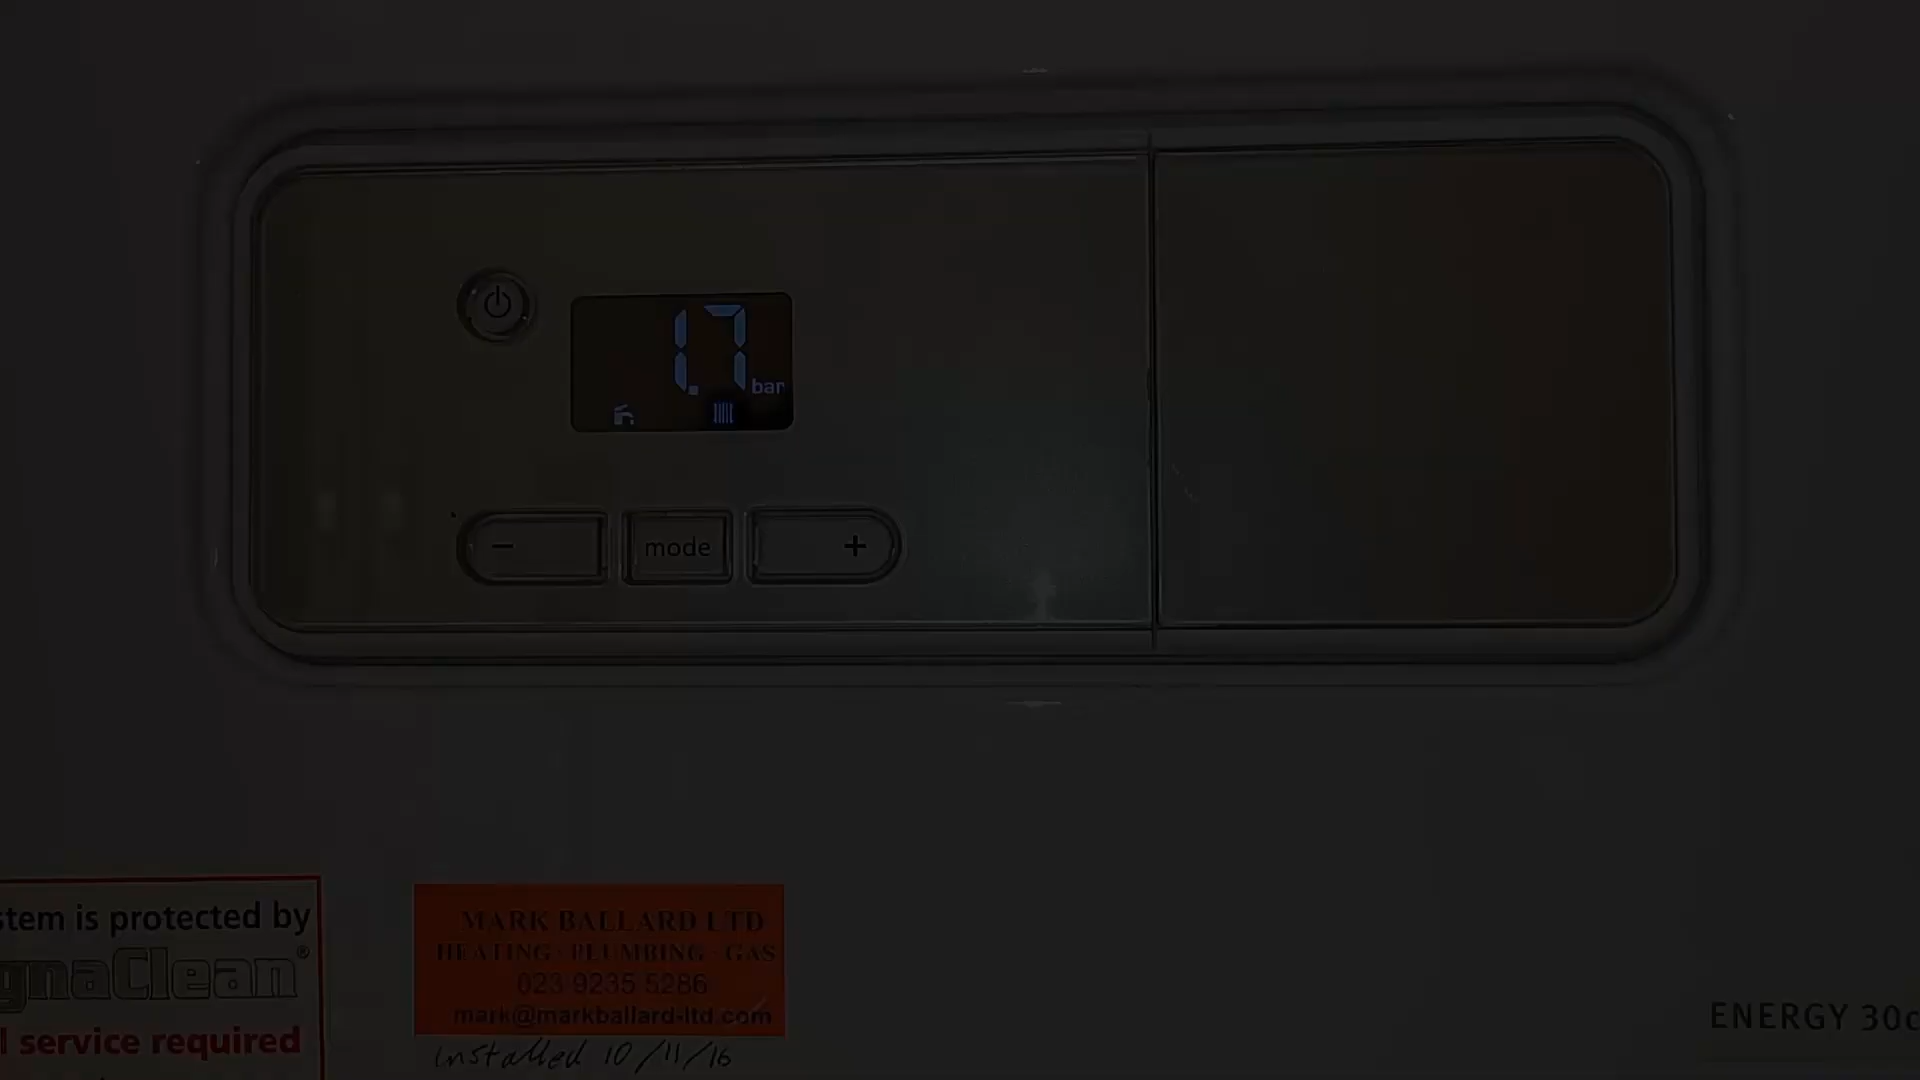 1.7
bar
− mode +
stem is protected by
gnaClean®
l service required
MARK BALLARD LTD
HEATING · PLUMBING · GAS
023 9235 5286
mark@markballard-ltd.com
installed 10/11/16
ENERGY 30c